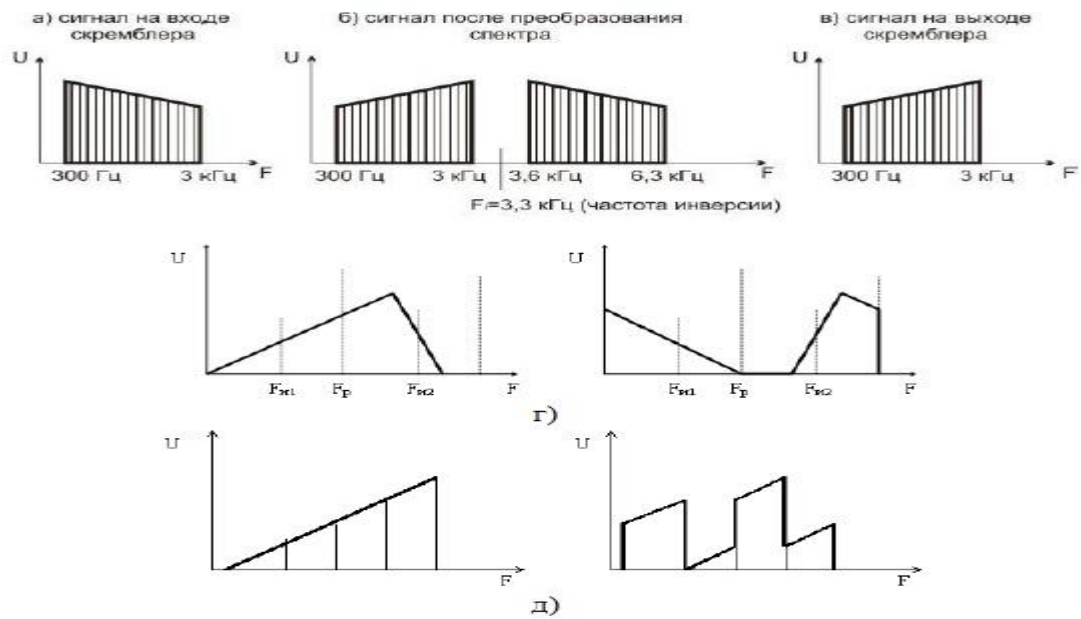 а) сигнал на входе
скремблера
б) сигнал после преобразования
спектра
в) сигнал на выходе
скремблера
U
300 Гц 3 кГц F
U
300 Гц 3 кГц 3,6 кГц 6,3 кГц F
Fᵢ=3,3 кГц (частота инверсии)
U
300 Гц 3 кГц F
U
Fи1 Fр Fи2 F
U
Fи1 Fр Fи2 F
г)
U
F
U
F
д)